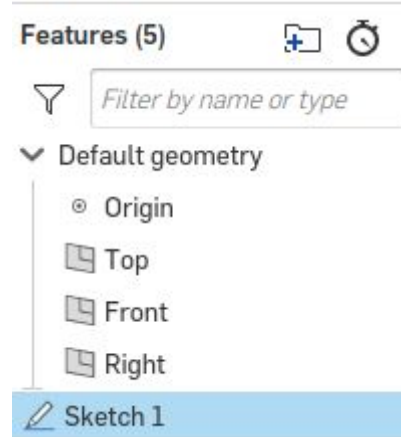 Features (5)
Filter by name or type
Default geometry
Origin
Top
Front
Right
Sketch 1